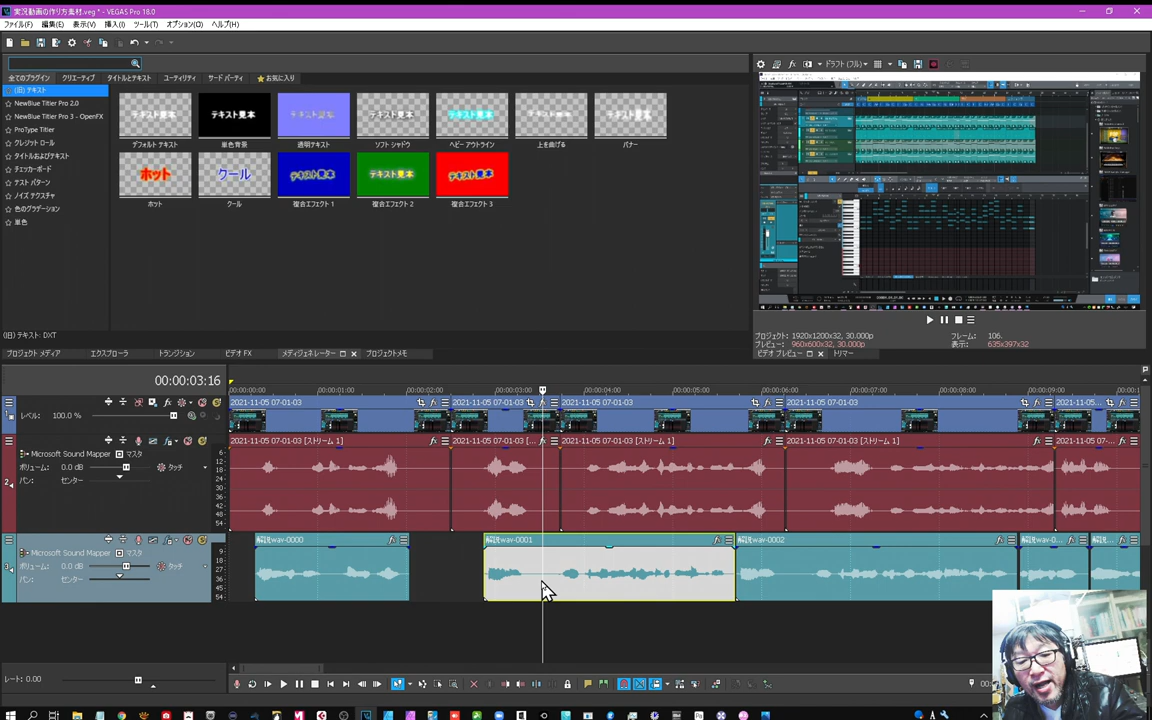 実況動画の作り方素材.veg * - VEGAS Pro 18.0
ファイル(F) 編集(E) 表示(V) 挿入(I) ツール(T) オプション(O) ヘルプ(H)
全てのプラグイン クリエーティブ タイトルとテキスト ユーティリティ サード パーティ お気に入り
(旧) テキスト
NewBlue Titler Pro 2.0
NewBlue Titler Pro 3 - OpenFX
ProType Titler
クレジット ロール
タイトルおよびテキスト
チェッカーボード
テスト パターン
ノイズ テクスチャ
色のグラデーション
単色
テキスト見本 テキスト見本 テキスト見本 テキスト見本 テキスト見本 テキスト見本 テキスト見本
デフォルト テキスト 単色背景 透明テキスト ソフト シャドウ ヘビー アウトライン 上を曲げる バナー
ホット クール テキスト見本 テキスト見本 テキスト見本
ホット クール 複合エフェクト 1 複合エフェクト 2 複合エフェクト 3
(旧) テキスト: DXT
プロジェクト メディア エクスプローラ トランジション ビデオ FX メディジェネレーター プロジェクトメモ
ドラフト (フル)
プロジェクト: 1920x1200x32, 30.000p フレーム: 106.
プレビュー: 960x600x32, 30.000p 表示: 635x397x32
ビデオ プレビュー トリマー
00:00:03:16
00:00:00:00 00:00:01:00 00:00:02:00 00:00:03:00 00:00:04:00 00:00:05:00 00:00:06:00 00:00:07:00 00:00:08:00 00:00:09:00
レベル: 100.0 %
2021-11-05 07-01-03 2021-11-05 07-01-03 2021-11-05 07-01-03 2021-11-05 07-01-03 2021-11-05...
2021-11-05 07-01-03 [ストリーム 1] 2021-11-05 07-01-03 [... 2021-11-05 07-01-03 [ストリーム 1] 2021-11-05 07-01-03 [ストリーム 1] 2021-11-05 07-...
Microsoft Sound Mapper マスタ
ボリューム: 0.0 dB タッチ
パン: センター
6
12
18
24
30
36
42
48
54
解説wav-0000 解説wav-0001 解説wav-0002
Microsoft Sound Mapper マスタ
ボリューム: 0.0 dB タッチ
パン: センター
9
18
27
36
45
54
レート: 0.00